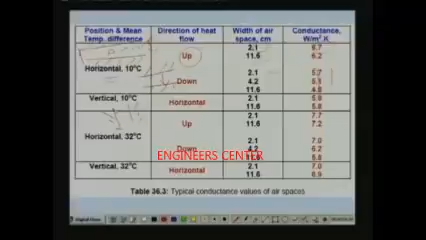 Position & Mean Temp. difference Direction of heat flow Width of air space, cm Conductance, W/m².K
Horizontal, 10°C Up 2.1 6.7
11.6 6.2
Down 2.1 5.7
4.2 5.1
11.6 4.8
Vertical, 10°C Horizontal 2.1 5.8
11.6 5.8
Horizontal, 32°C Up 2.1 7.7
11.6 7.2
Down 2.1 7.0
4.2 6.2
11.6 5.8
Vertical, 32°C Horizontal 2.1 7.0
11.6 6.9
ENGINEERS CENTER
Table 36.3: Typical conductance values of air spaces